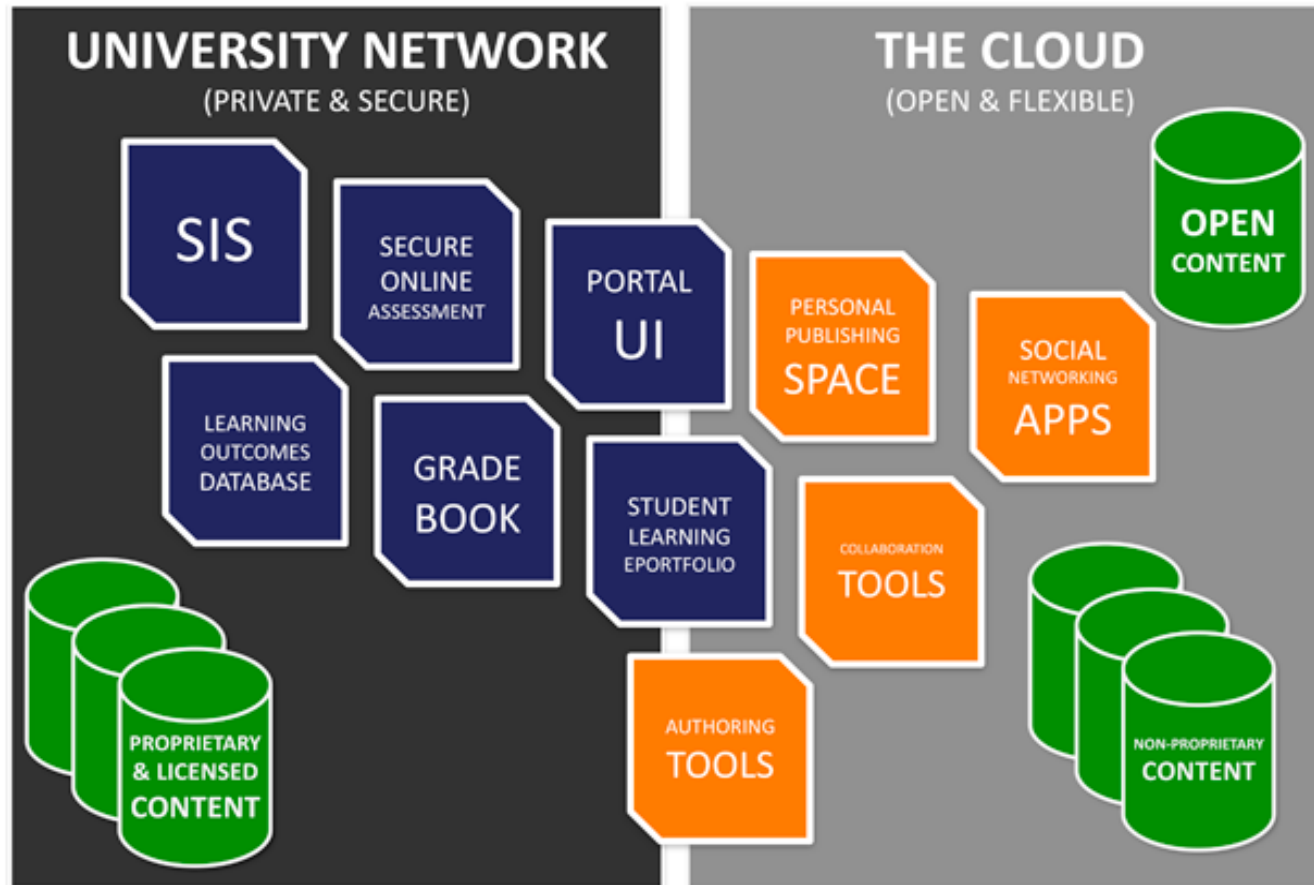 UNIVERSITY NETWORK
(PRIVATE & SECURE)
THE CLOUD
(OPEN & FLEXIBLE)
SIS
SECURE
ONLINE
ASSESSMENT
PORTAL
UI
PERSONAL
PUBLISHING
SPACE
SOCIAL
NETWORKING
APPS
OPEN
CONTENT
LEARNING
OUTCOMES
DATABASE
GRADE
BOOK
STUDENT
LEARNING
EPORTFOLIO
COLLABORATION
TOOLS
AUTHORING
TOOLS
PROPRIETARY
& LICENSED
CONTENT
NON-PROPRIETARY
CONTENT